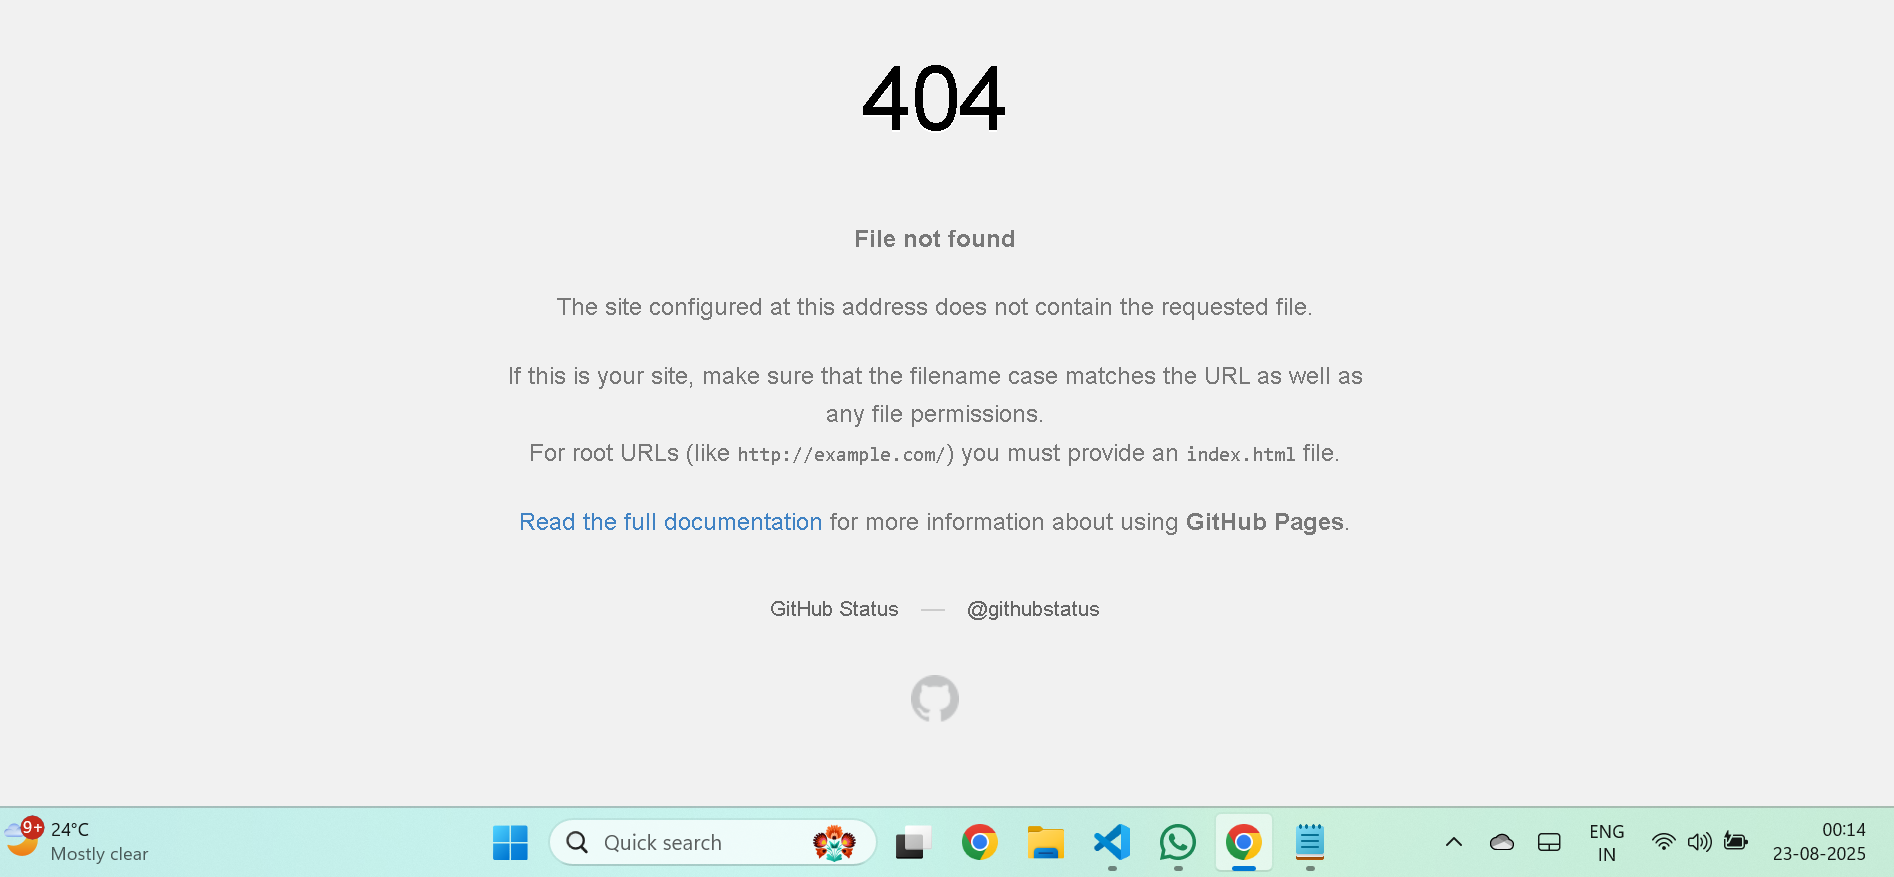 404
File not found
The site configured at this address does not contain the requested file.
If this is your site, make sure that the filename case matches the URL as well as
any file permissions.
For root URLs (like http://example.com/) you must provide an index.html file.
Read the full documentation for more information about using GitHub Pages.
GitHub Status — @githubstatus
9+
24°C
Mostly clear
Quick search
ENG
IN
00:14
23-08-2025